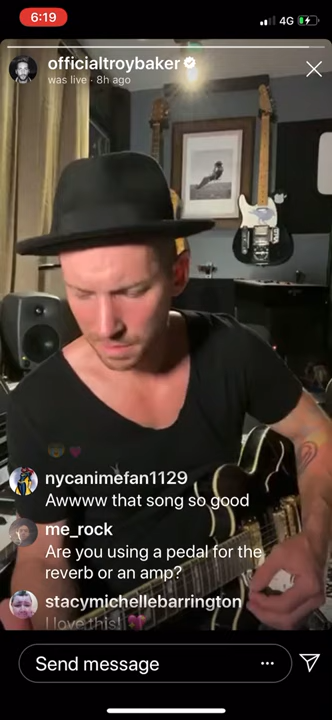 6:19
4G
officialtroybaker
was live · 8h ago
nycanimefan1129
Awwww that song so good
me_rock
Are you using a pedal for the
reverb or an amp?
stacymichellebarrington
I love this!
Send message